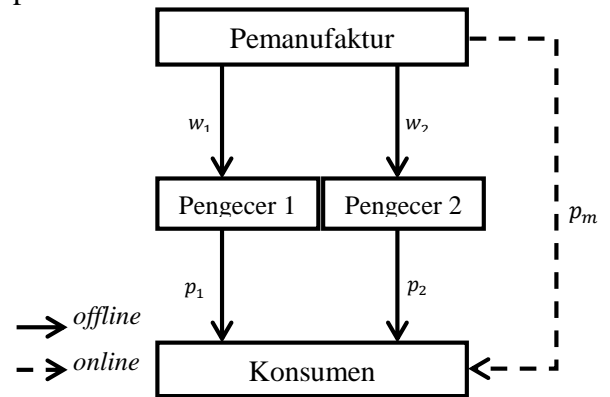 Pemanufaktur
w₁ w₂
Pengecer 1 Pengecer 2
pₘ
p₁ p₂
offline
online
Konsumen